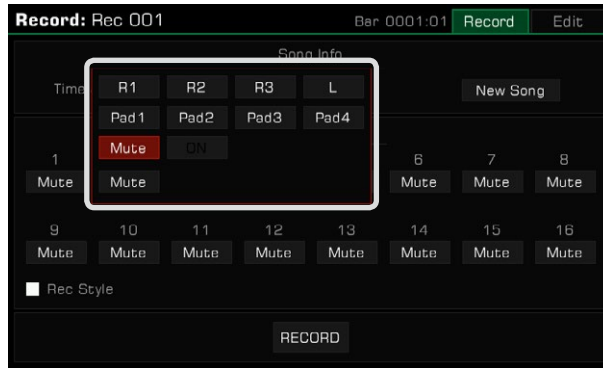 Record: Rec 001 Bar 0001:01 Record Edit
Song Info
Time New Song
R1 R2 R3 L
Pad1 Pad2 Pad3 Pad4
Mute ON
Mute
1 6 7 8
Mute Mute Mute Mute
9 10 11 12 13 14 15 16
Mute Mute Mute Mute Mute Mute Mute Mute
Rec Style
RECORD